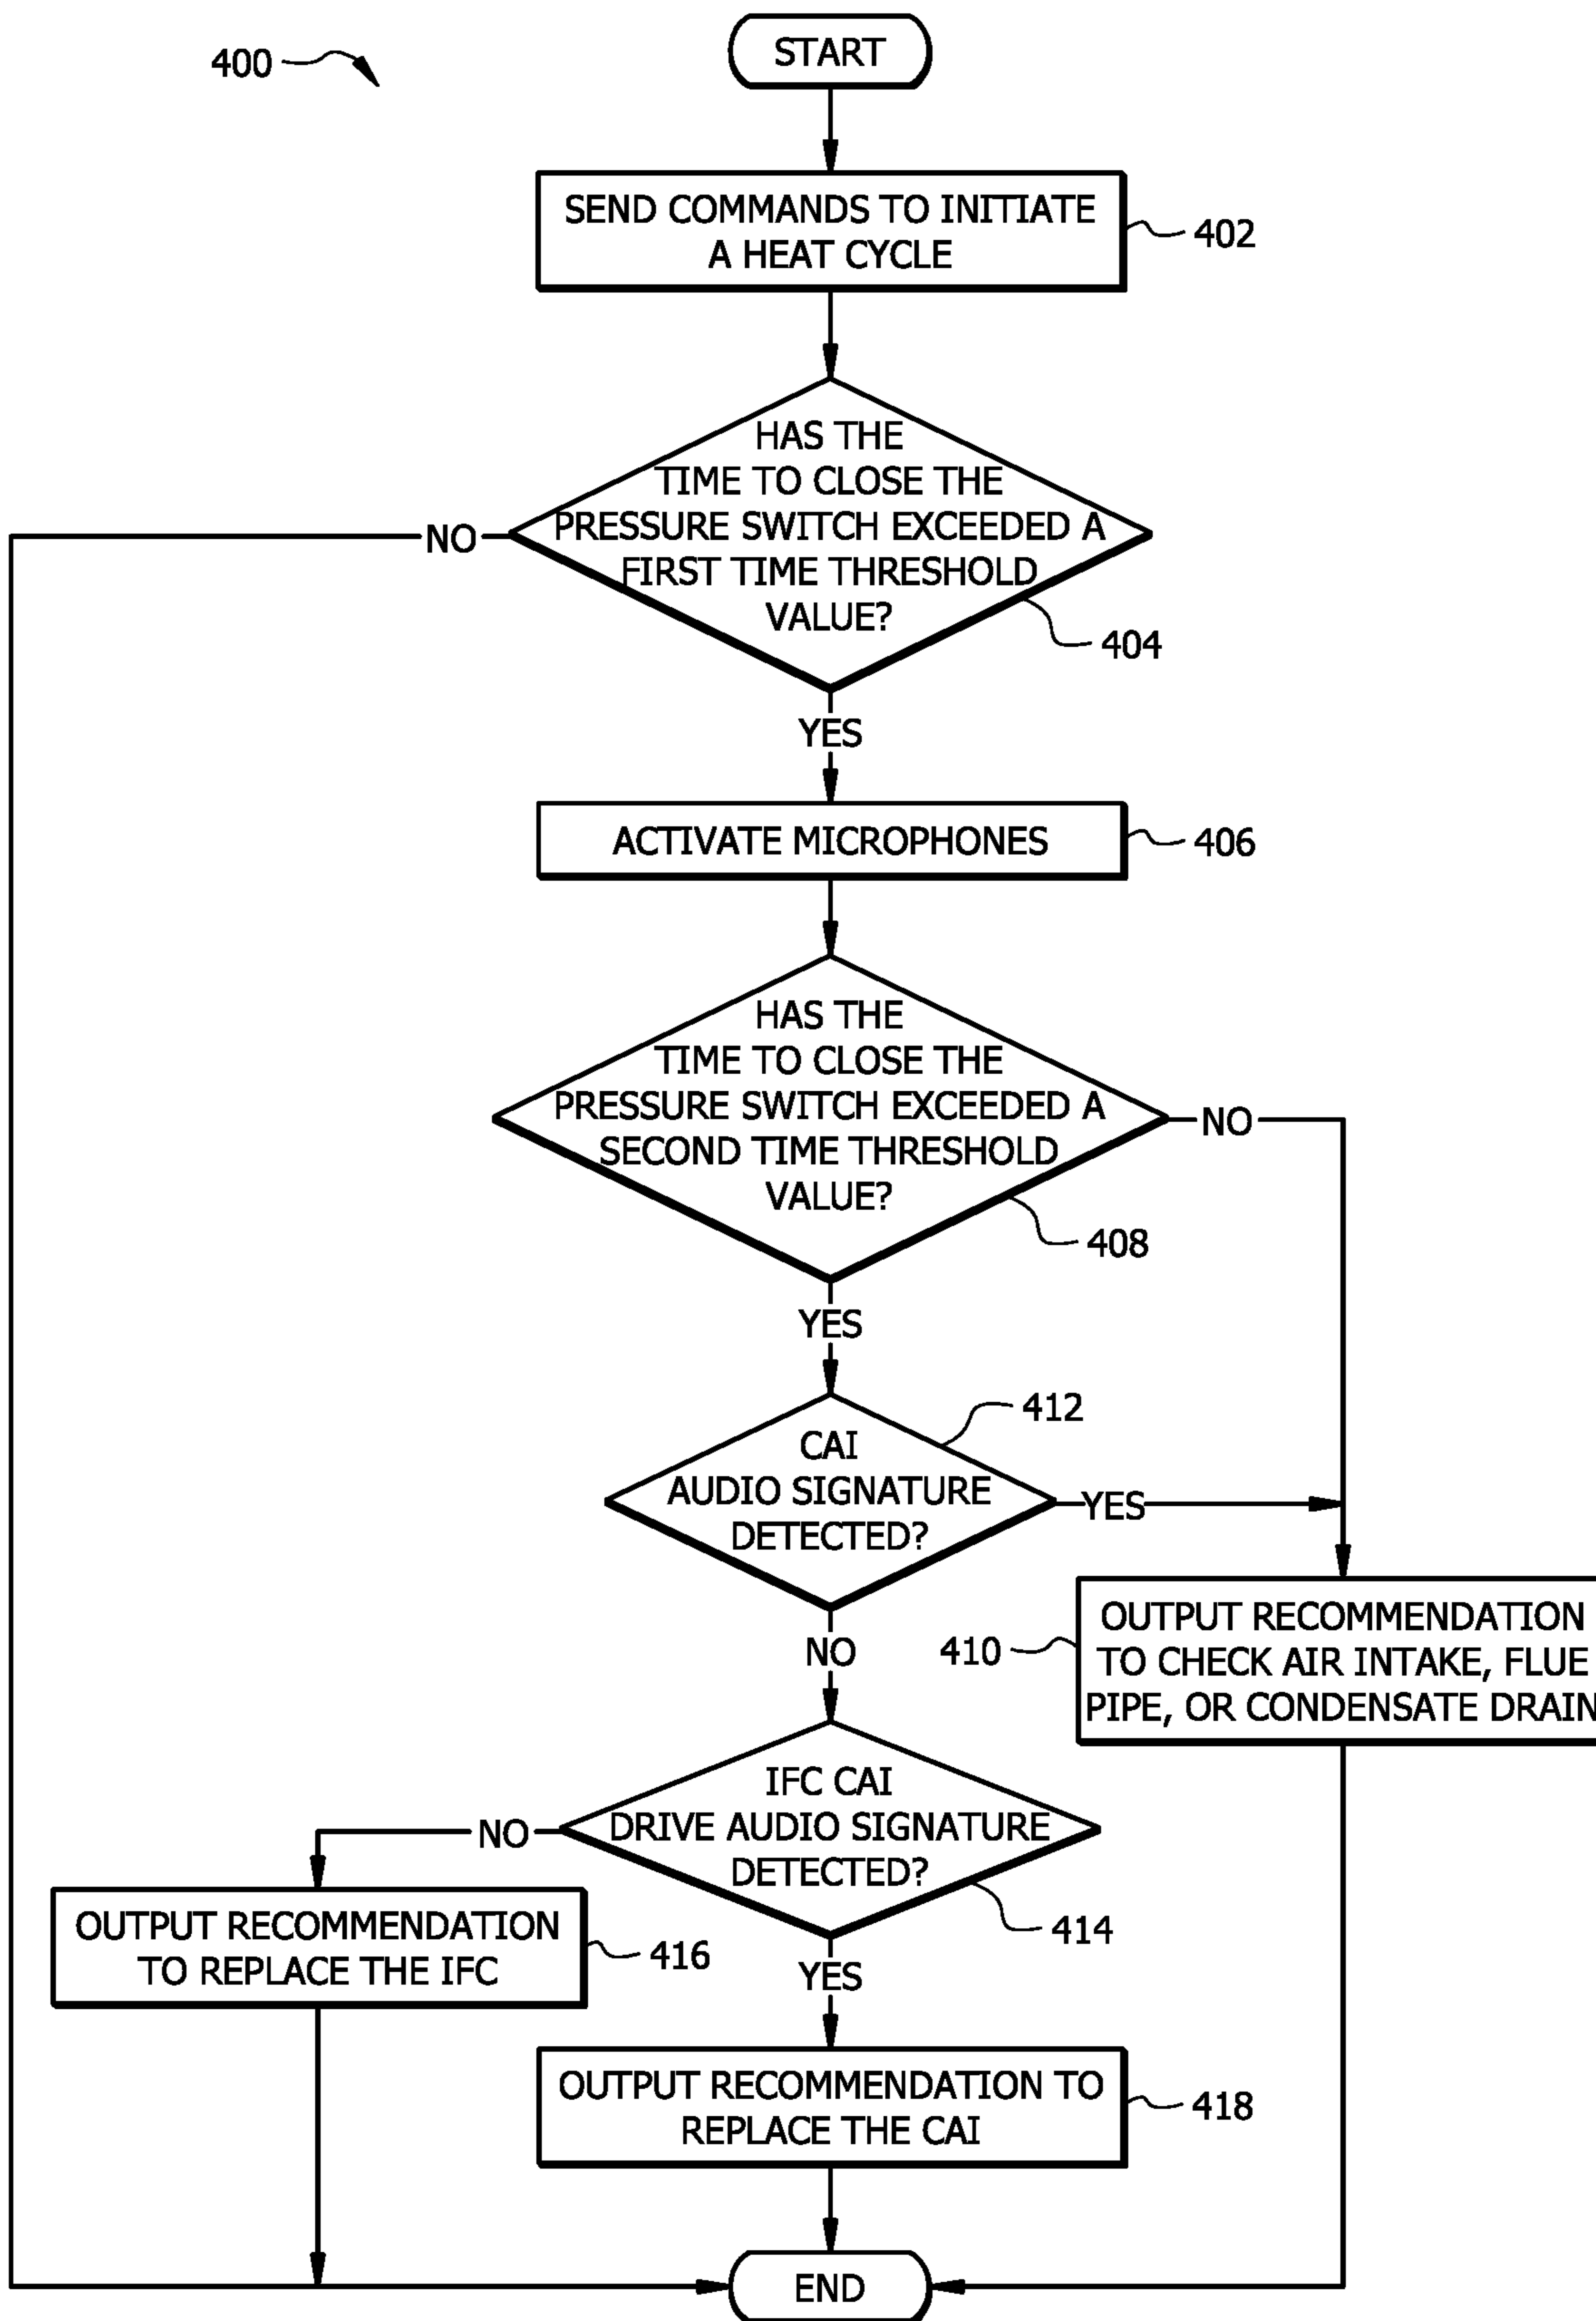 400
START
SEND COMMANDS TO INITIATE
A HEAT CYCLE
402
HAS THE
TIME TO CLOSE THE
PRESSURE SWITCH EXCEEDED A
FIRST TIME THRESHOLD
VALUE?
NO
404
YES
ACTIVATE MICROPHONES
406
HAS THE
TIME TO CLOSE THE
PRESSURE SWITCH EXCEEDED A
SECOND TIME THRESHOLD
VALUE?
NO
408
YES
412
CAI
AUDIO SIGNATURE
DETECTED?
YES
NO
410
OUTPUT RECOMMENDATION
TO CHECK AIR INTAKE, FLUE
PIPE, OR CONDENSATE DRAIN
IFC CAI
DRIVE AUDIO SIGNATURE
DETECTED?
NO
414
OUTPUT RECOMMENDATION
TO REPLACE THE IFC
416
YES
OUTPUT RECOMMENDATION TO
REPLACE THE CAI
418
END